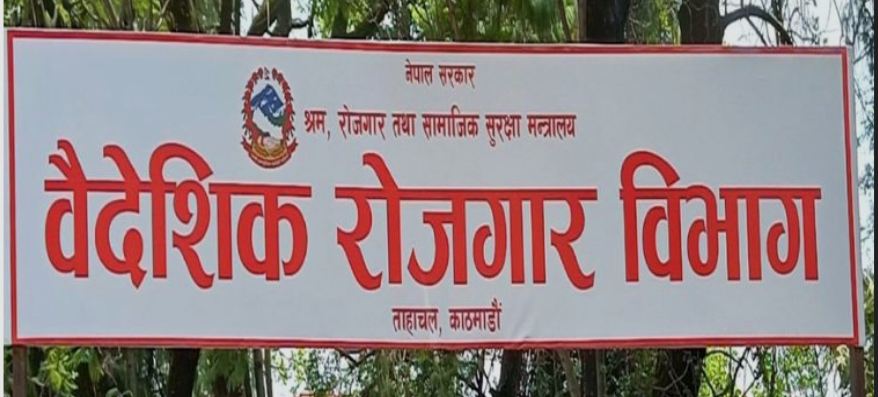 नेपाल सरकार
श्रम, रोजगार तथा सामाजिक सुरक्षा मन्त्रालय
वैदेशिक रोजगार विभाग
ताहाचल, काठमाडौं